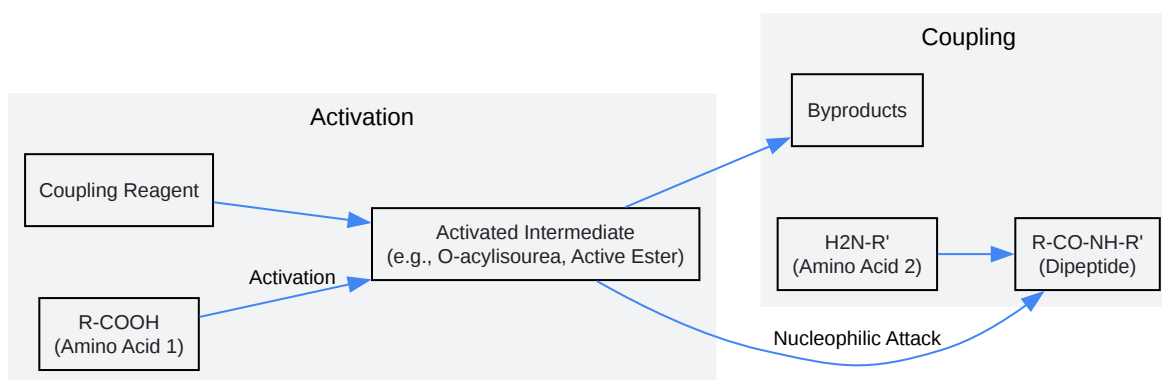 Coupling
Byproducts
Activation
Coupling Reagent
Activated Intermediate
(e.g., O-acylisourea, Active Ester)
H2N-R'
(Amino Acid 2)
R-CO-NH-R'
(Dipeptide)
Activation
R-COOH
(Amino Acid 1)
Nucleophilic Attack